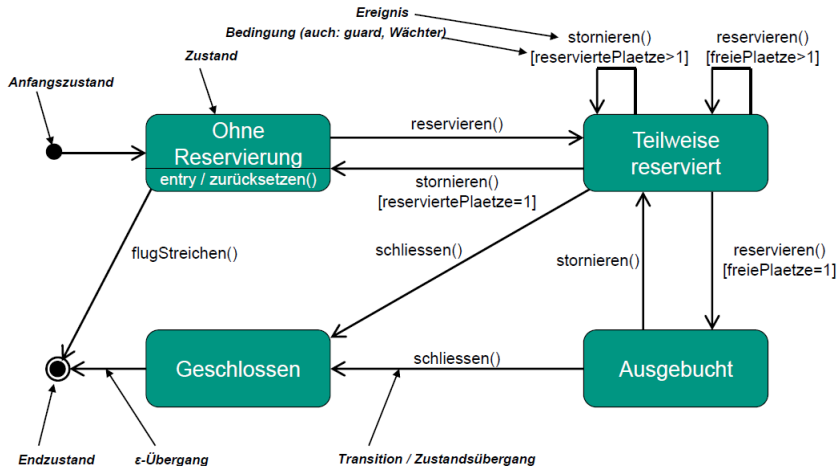 Ereignis
Bedingung (auch: guard, Wächter)
stornieren()
[reserviertePlaetze>1]
reservieren()
[freiePlaetze>1]
Zustand
Anfangszustand
Ohne
Reservierung
entry / zurücksetzen()
reservieren()
Teilweise
reserviert
stornieren()
[reserviertePlaetze=1]
flugStreichen()
schliessen()
stornieren()
reservieren()
[freiePlaetze=1]
Geschlossen
schliessen()
Ausgebucht
Endzustand
ε-Übergang
Transition / Zustandsübergang